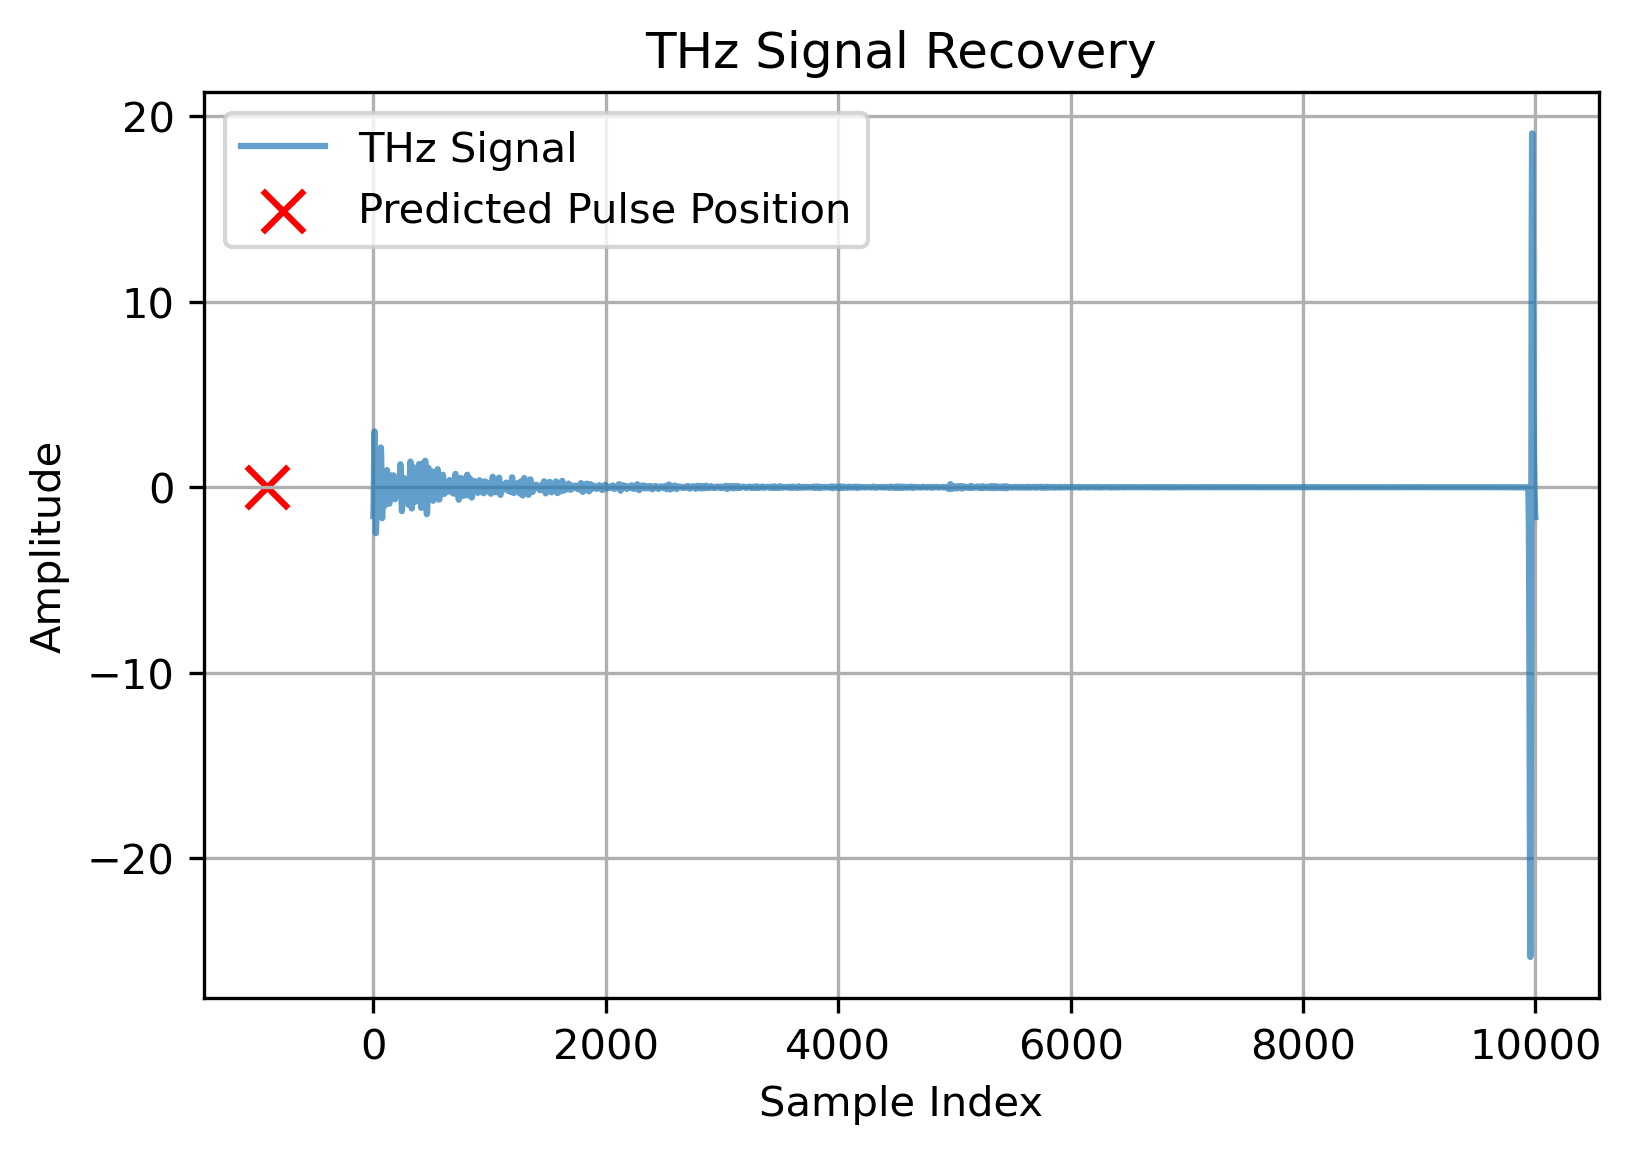 THz Signal Recovery
THz Signal
Predicted Pulse Position
20
10
0
−10
−20
Amplitude
0 2000 4000 6000 8000 10000
Sample Index